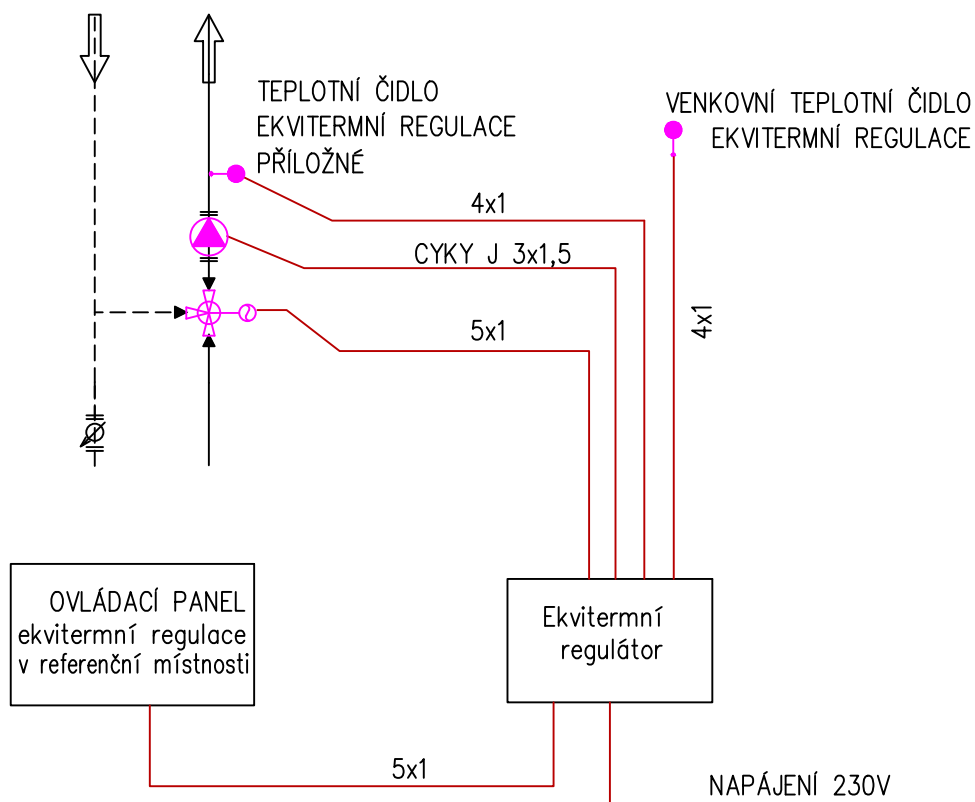 TEPLOTNÍ ČIDLO
EKVITERMNÍ REGULACE
PŘÍLOŽNÉ
VENKOVNÍ TEPLOTNÍ ČIDLO
EKVITERMNÍ REGULACE
4x1
CYKY J 3x1,5
5x1
4x1
OVLÁDACÍ PANEL
ekvitermní regulace
v referenční místnosti
Ekvitermní
regulátor
5x1
NAPÁJENÍ 230V